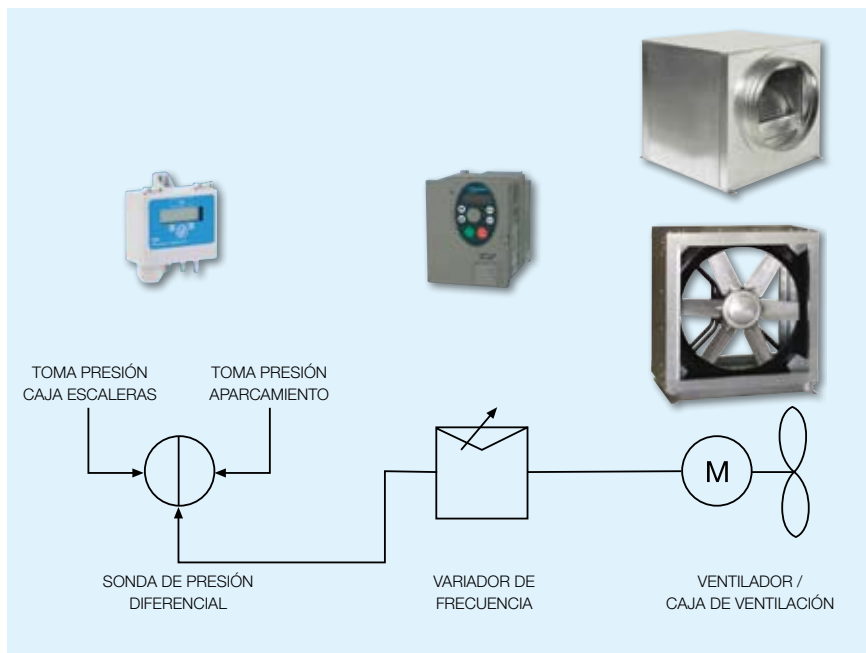 TOMA PRESIÓN
CAJA ESCALERAS
TOMA PRESIÓN
APARCAMIENTO
M
SONDA DE PRESIÓN
DIFERENCIAL
VARIADOR DE
FRECUENCIA
VENTILADOR /
CAJA DE VENTILACIÓN